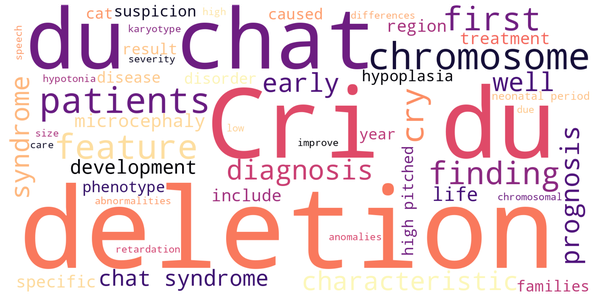 du chat
first
cat
suspicion
caused
differences
high
karyotype
speech
result
severity
region
treatment
chromosome
hypotonia
disease
disorder
early
hypoplasia
well
neonatal period
patients
Cri
du
cry
due
syndrome
microcephaly
size
care
low
improve
year
feature
diagnosis
high pitched
finding
prognosis
development
phenotype
include
life
chromosomal
abnormalities
deletion
retardation
anomalies
specific
chat syndrome
characteristic
families